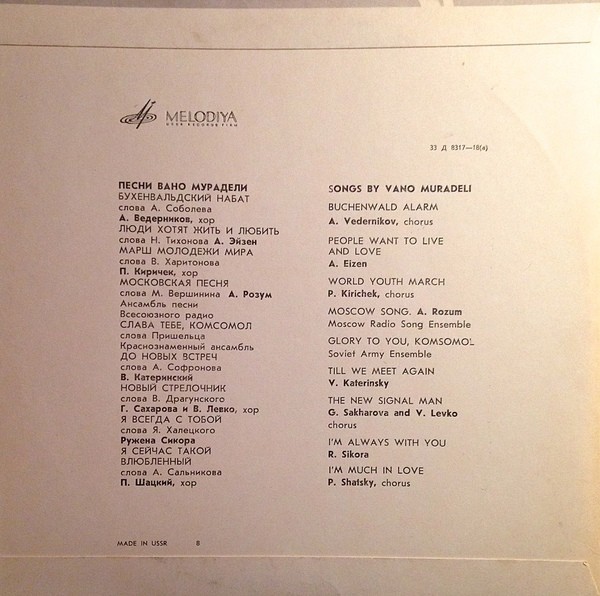 MELODIYA
USSR RECORDS FIRM
33 Д 8317—18(а)
ПЕСНИ ВАНО МУРАДЕЛИ
БУХЕНВАЛЬДСКИЙ НАБАТ
слова А. Соболева
А. Ведерников, хор
ЛЮДИ ХОТЯТ ЖИТЬ И ЛЮБИТЬ
слова Н. Тихонова А. Эйзен
МАРШ МОЛОДЕЖИ МИРА
слова В. Харитонова
П. Киричек, хор
МОСКОВСКАЯ ПЕСНЯ
слова М. Вершинина А. Розум
Ансамбль песни
Всесоюзного радио
СЛАВА ТЕБЕ, КОМСОМОЛ
слова Пришельца
Краснознаменный ансамбль
ДО НОВЫХ ВСТРЕЧ
слова А. Софронова
В. Катеринский
НОВЫЙ СТРЕЛОЧНИК
слова В. Драгунского
Г. Сахарова и В. Левко, хор
Я ВСЕГДА С ТОБОЙ
слова Я. Халецкого
Ружена Сикора
Я СЕЙЧАС ТАКОЙ
ВЛЮБЛЕННЫЙ
слова А. Сальникова
П. Шацкий, хор
SONGS BY VANO MURADELI
BUCHENWALD ALARM
A. Vedernikov, chorus
PEOPLE WANT TO LIVE
AND LOVE
A. Eizen
WORLD YOUTH MARCH
P. Kirichek, chorus
MOSCOW SONG. A. Rozum
Moscow Radio Song Ensemble
GLORY TO YOU, KOMSOMOL
Soviet Army Ensemble
TILL WE MEET AGAIN
V. Katerinsky
THE NEW SIGNAL MAN
G. Sakharova and V. Levko
chorus
I'M ALWAYS WITH YOU
R. Sikora
I'M MUCH IN LOVE
P. Shatsky, chorus
MADE IN USSR 8